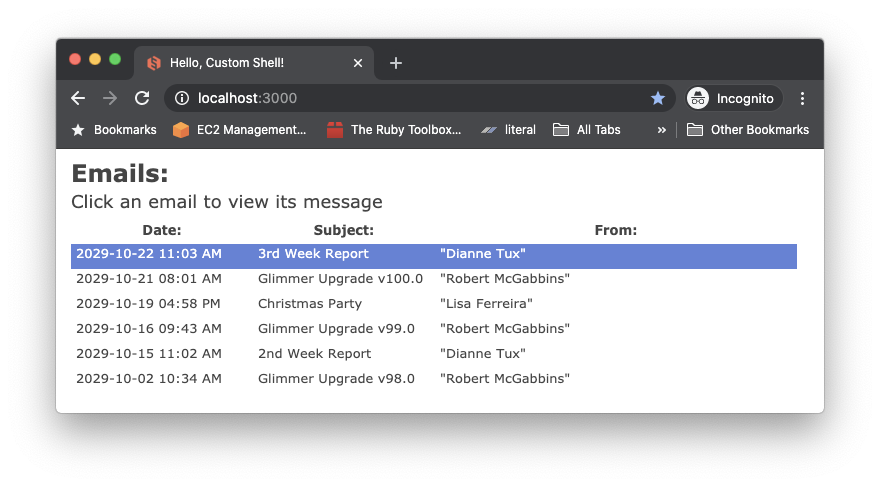 Hello, Custom Shell!
localhost:3000
Incognito
Bookmarks EC2 Management... The Ruby Toolbox... literal All Tabs » Other Bookmarks
Emails:
Click an email to view its message
Date: Subject: From:
2029-10-22 11:03 AM 3rd Week Report "Dianne Tux"
2029-10-21 08:01 AM Glimmer Upgrade v100.0 "Robert McGabbins"
2029-10-19 04:58 PM Christmas Party "Lisa Ferreira"
2029-10-16 09:43 AM Glimmer Upgrade v99.0 "Robert McGabbins"
2029-10-15 11:02 AM 2nd Week Report "Dianne Tux"
2029-10-02 10:34 AM Glimmer Upgrade v98.0 "Robert McGabbins"